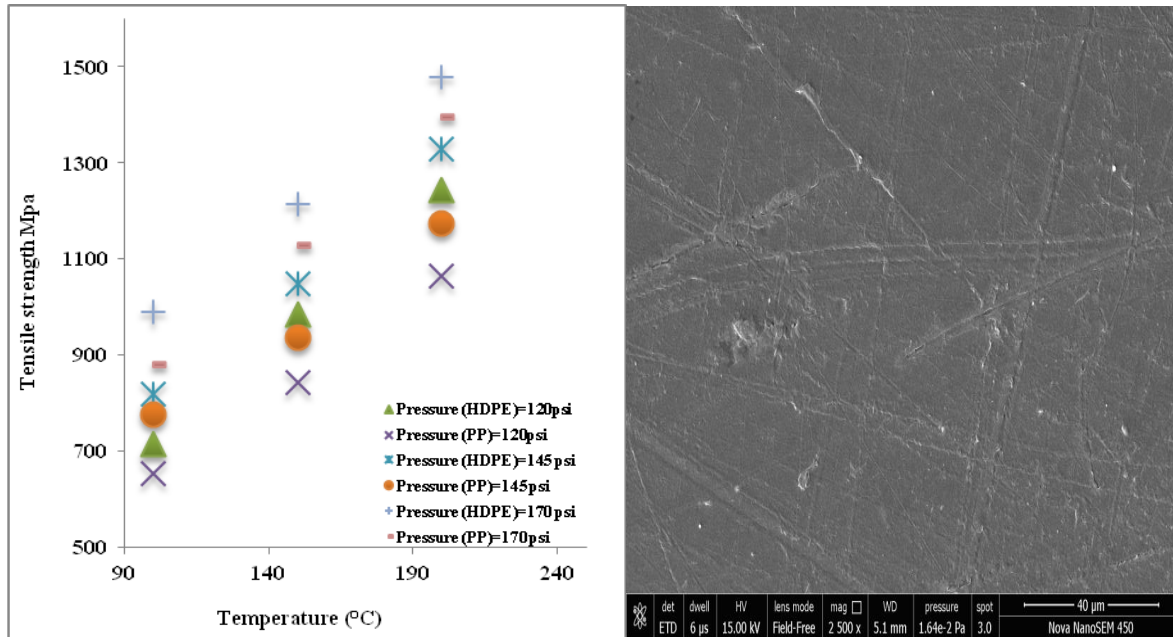 1500
1300
1100
900
700
500
Tensile strength Mpa
Pressure (HDPE)=120psi
Pressure (PP)=120psi
Pressure (HDPE)=145 psi
Pressure (PP)=145 psi
Pressure (HDPE)=170 psi
Pressure (PP)=170psi
90 140 190 240
Temperature (°C)
det dwell HV lens mode mag □ WD pressure spot 40 µm
ETD 6 µs 15.00 kV Field-Free 2 500 x 5.1 mm 1.64e-2 Pa 3.0 Nova NanoSEM 450